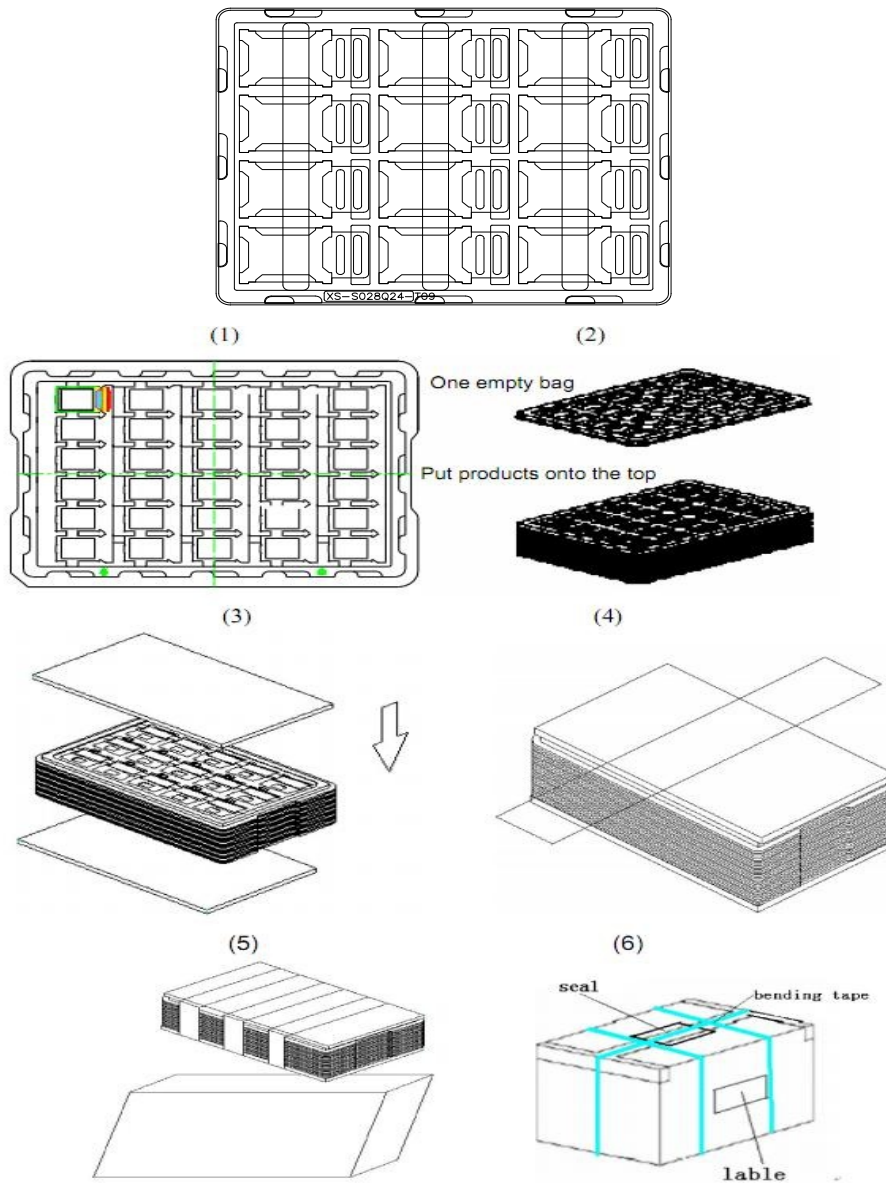 XS-S028Q24-T09
(1) (2)
One empty bag
Put products onto the top
(3) (4)
(5) (6)
seal
bending tape
lable